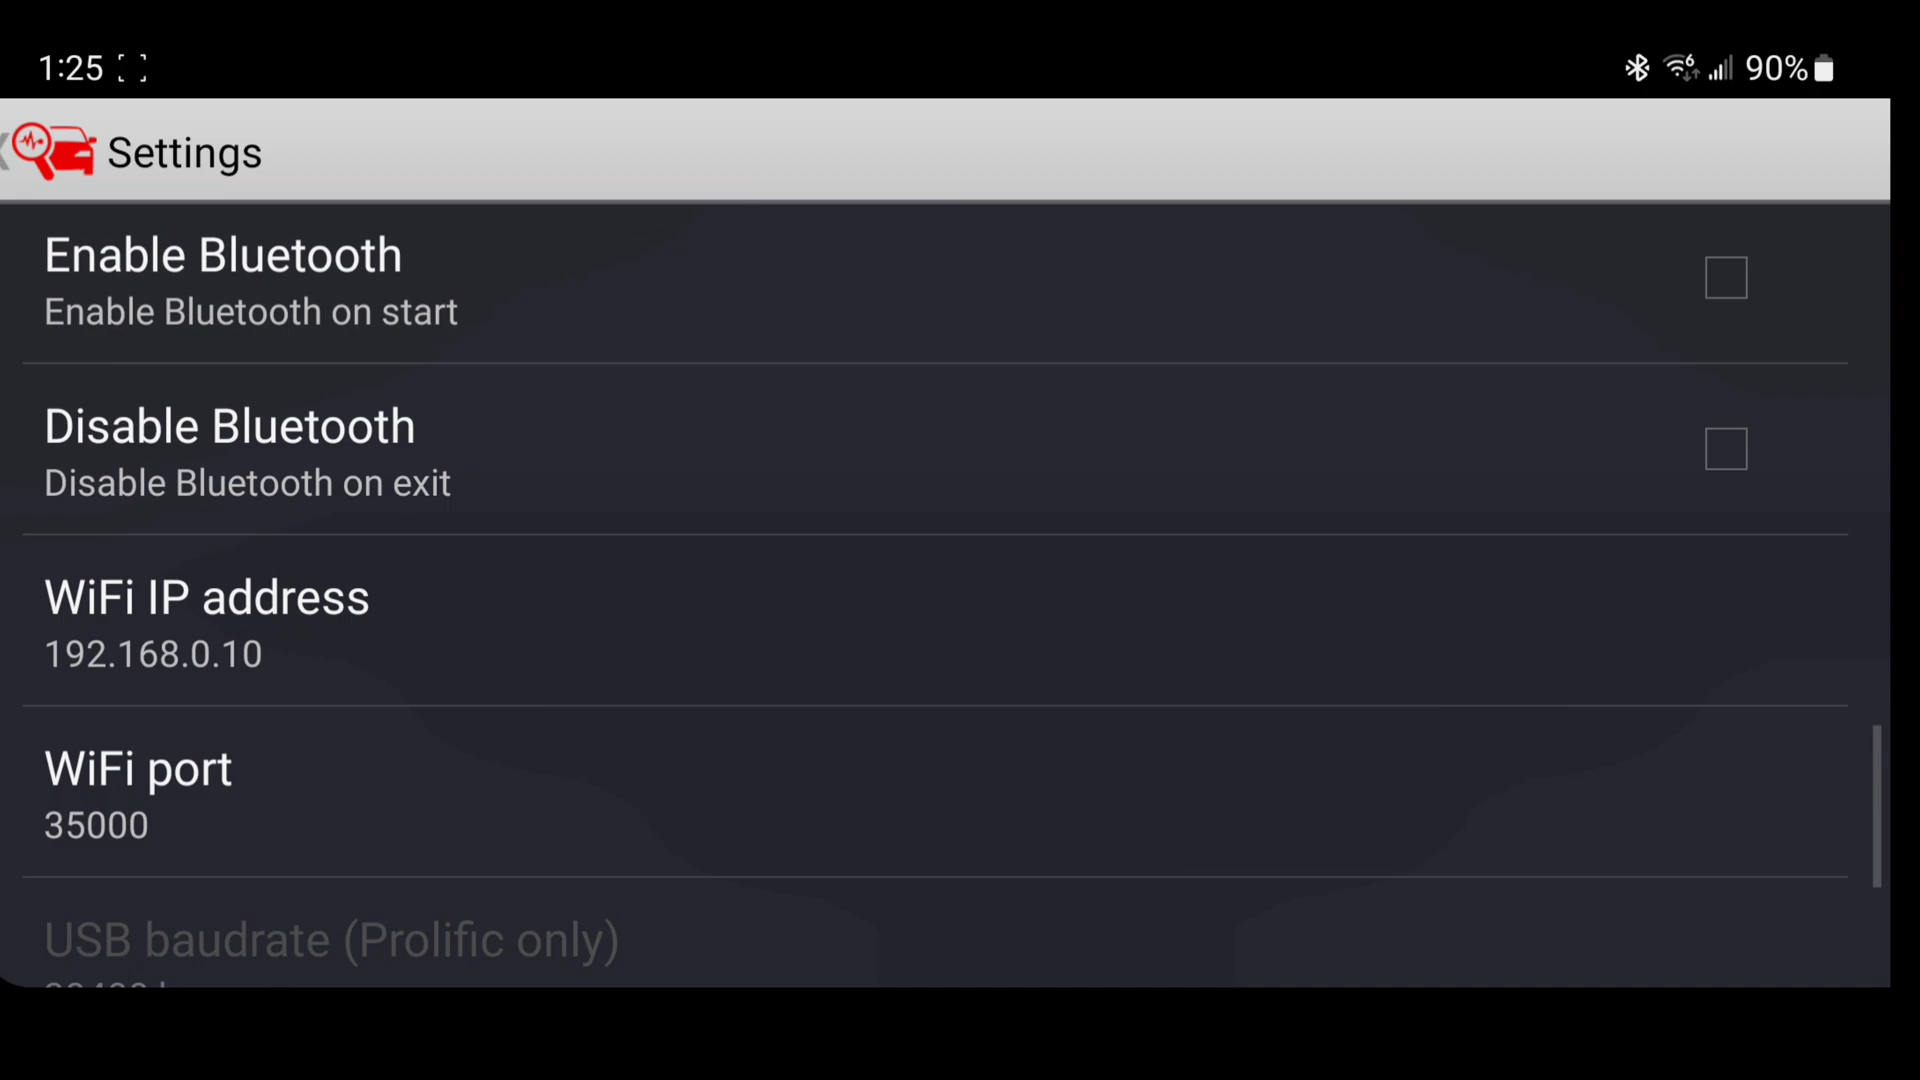 1:25
6 90%
Settings
Enable Bluetooth
Enable Bluetooth on start
Disable Bluetooth
Disable Bluetooth on exit
WiFi IP address
192.168.0.10
WiFi port
35000
USB baudrate (Prolific only)